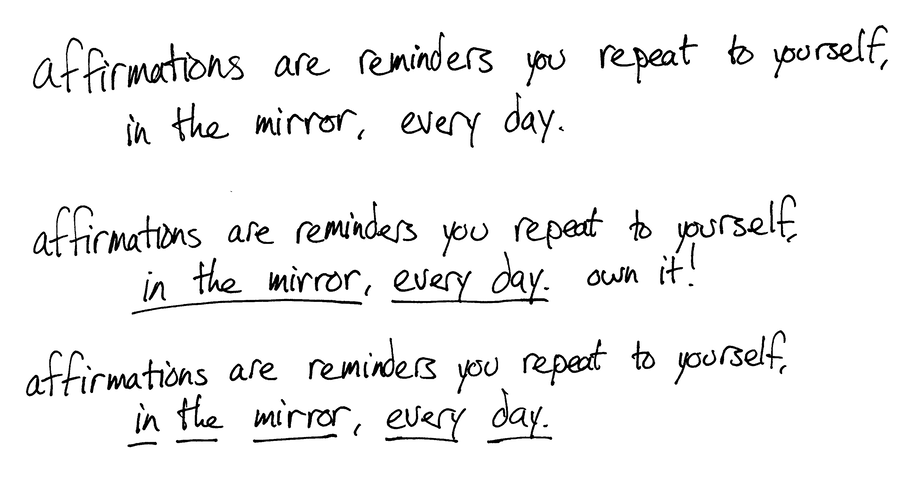 affirmations are reminders you repeat to yourself,
in the mirror, every day.
affirmations are reminders you repeat to yourself,
in the mirror, every day. own it!
affirmations are reminders you repeat to yourself,
in the mirror, every day.